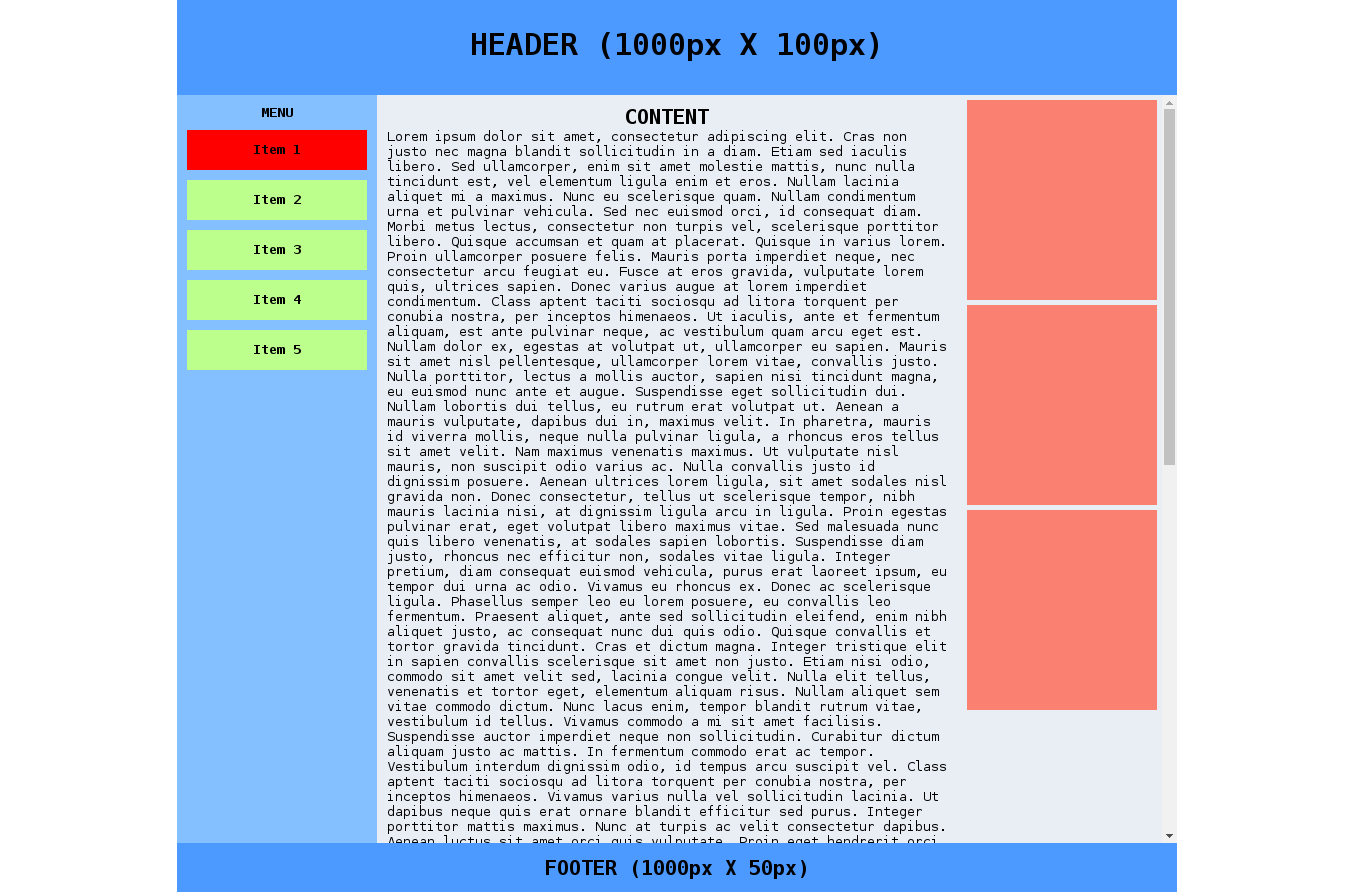 HEADER (1000px X 100px)
MENU
Item 1
Item 2
Item 3
Item 4
Item 5
CONTENT
Lorem ipsum dolor sit amet, consectetur adipiscing elit. Cras non
justo nec magna blandit sollicitudin in a diam. Etiam sed iaculis
libero. Sed ullamcorper, enim sit amet molestie mattis, nunc nulla
tincidunt est, vel elementum ligula enim et eros. Nullam lacinia
aliquet mi a maximus. Nunc eu scelerisque quam. Nullam condimentum
urna et pulvinar vehicula. Sed nec euismod orci, id consequat diam.
Morbi metus lectus, consectetur non turpis vel, scelerisque porttitor
libero. Quisque accumsan et quam at placerat. Quisque in varius lorem.
Proin ullamcorper posuere felis. Mauris porta imperdiet neque, nec
consectetur arcu feugiat eu. Fusce at eros gravida, vulputate lorem
quis, ultrices sapien. Donec varius augue at lorem imperdiet
condimentum. Class aptent taciti sociosqu ad litora torquent per
conubia nostra, per inceptos himenaeos. Ut iaculis, ante et fermentum
aliquam, est ante pulvinar neque, ac vestibulum quam arcu eget est.
Nullam dolor ex, egestas at volutpat ut, ullamcorper eu sapien. Mauris
sit amet nisl pellentesque, ullamcorper lorem vitae, convallis justo.
Nulla porttitor, lectus a mollis auctor, sapien nisi tincidunt magna,
eu euismod nunc ante et augue. Suspendisse eget sollicitudin dui.
Nullam lobortis dui tellus, eu rutrum erat volutpat ut. Aenean a
mauris vulputate, dapibus dui in, maximus velit. In pharetra, mauris
id viverra mollis, neque nulla pulvinar ligula, a rhoncus eros tellus
sit amet velit. Nam maximus venenatis maximus. Ut vulputate nisl
mauris, non suscipit odio varius ac. Nulla convallis justo id
dignissim posuere. Aenean ultrices lorem ligula, sit amet sodales nisl
gravida non. Donec consectetur, tellus ut scelerisque tempor, nibh
mauris lacinia nisi, at dignissim ligula arcu in ligula. Proin egestas
pulvinar erat, eget volutpat libero maximus vitae. Sed malesuada nunc
quis libero venenatis, at sodales sapien lobortis. Suspendisse diam
justo, rhoncus nec efficitur non, sodales vitae ligula. Integer
pretium, diam consequat euismod vehicula, purus erat laoreet ipsum, eu
tempor dui urna ac odio. Vivamus eu rhoncus ex. Donec ac scelerisque
ligula. Phasellus semper leo eu lorem posuere, eu convallis leo
fermentum. Praesent aliquet, ante sed sollicitudin eleifend, enim nibh
aliquet justo, ac consequat nunc dui quis odio. Quisque convallis et
tortor gravida tincidunt. Cras et dictum magna. Integer tristique elit
in sapien convallis scelerisque sit amet non justo. Etiam nisi odio,
commodo sit amet velit sed, lacinia congue velit. Nulla elit tellus,
venenatis et tortor eget, elementum aliquam risus. Nullam aliquet sem
vitae commodo dictum. Nunc lacus enim, tempor blandit rutrum vitae,
vestibulum id tellus. Vivamus commodo a mi sit amet facilisis.
Suspendisse auctor imperdiet neque non sollicitudin. Curabitur dictum
aliquam justo ac mattis. In fermentum commodo erat ac tempor.
Vestibulum interdum dignissim odio, id tempus arcu suscipit vel. Class
aptent taciti sociosqu ad litora torquent per conubia nostra, per
inceptos himenaeos. Vivamus varius nulla vel sollicitudin lacinia. Ut
dapibus neque quis erat ornare blandit efficitur sed purus. Integer
porttitor mattis maximus. Nunc at turpis ac velit consectetur dapibus.
Aenean luctus sit amet orci quis vulputate. Proin eget hendrerit orci.
FOOTER (1000px X 50px)